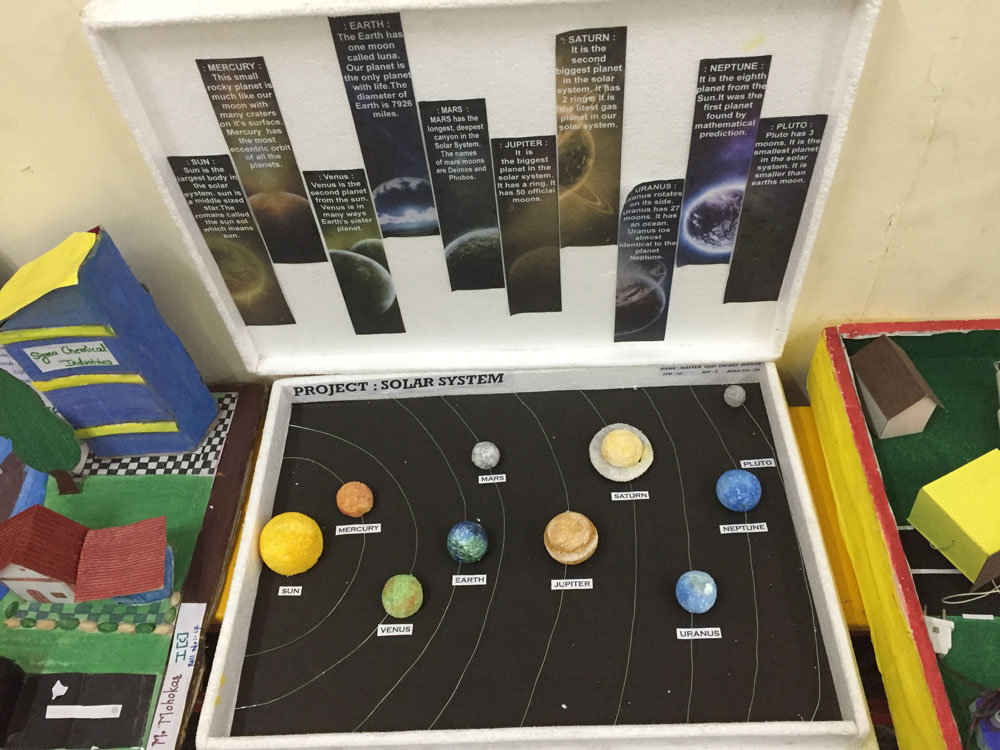 : SUN :
Sun is the
largest body in
the solar
system. sun is
a middle sized
star.The
romans called
the sun sol
which means
sun.
: MERCURY :
This small
rocky planet is
much like our
moon with
many craters
on it's surface.
Mercury has
the most
eccentric orbit
of all the
planets.
: Venus :
Venus is the
second planet
from the sun.
Venus is in
many ways
Earth's sister
planet.
: EARTH :
The Earth has
one moon
called luna.
Our planet is
the only planet
with life.The
diameter of
Earth is 7926
miles.
: MARS :
MARS has the
longest, deepest
canyon in the
Solar System.
The names
of mars moons
are Deimos and
Phobos.
: JUPITER :
It is the
biggest
planet in the
solar system.
It has a ring. It
has 50 official
moons.
: SATURN :
It is the
second
biggest planet
in the solar
system. It has
2 rings. It is
the litest gas
planet in our
solar system.
: URANUS :
Uranus rotates
on its side.
Uranus has 27
moons. It has
an ocean.
Uranus ios
almost
identical to the
planet
Neptune.
: NEPTUNE :
It is the eighth
planet from the
Sun.It was the
first planet
found by
mathematical
prediction.
: PLUTO :
Pluto has 3
moons. It is the
smallest planet
in the solar
system. It is
smaller than
earths moon.
PROJECT : SOLAR SYSTEM
NAME : MASTER
SUN
MERCURY
VENUS
EARTH
MARS
JUPITER
SATURN
URANUS
NEPTUNE
PLUTO
Sigma Chemical
Industries
M. Mohokar
I [C]
Roll No:-17